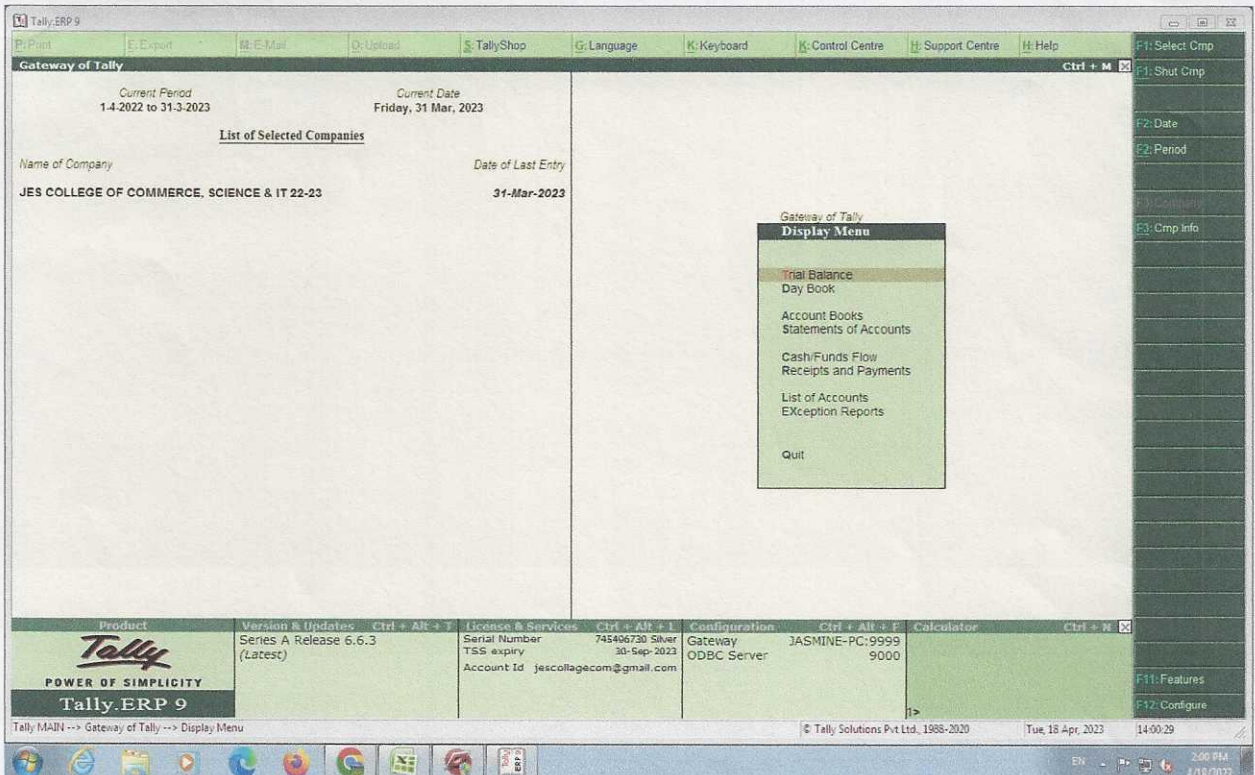 Tally.ERP 9
P: Print E: Export M: E-Mail O: Upload S: TallyShop G: Language K: Keyboard K: Control Centre H: Support Centre H: Help
F1: Select Cmp
Gateway of Tally Ctrl + M
F1: Shut Cmp
Current Period Current Date
1-4-2022 to 31-3-2023 Friday, 31 Mar, 2023
F2: Date
List of Selected Companies
F2: Period
Name of Company Date of Last Entry
JES COLLEGE OF COMMERCE, SCIENCE & IT 22-23 31-Mar-2023
F3: Company
F3: Cmp Info
Gateway of Tally
Display Menu
Trial Balance
Day Book
Account Books
Statements of Accounts
Cash/Funds Flow
Receipts and Payments
List of Accounts
EXception Reports
Quit
Product
Tally
POWER OF SIMPLICITY
Tally.ERP 9
Version & Updates Ctrl + Alt + T
Series A Release 6.6.3
(Latest)
License & Services Ctrl + Alt + L
Serial Number 745406730 Silver
TSS expiry 30-Sep-2023
Account Id jescollagecom@gmail.com
Configuration Ctrl + Alt + F
Gateway JASMINE-PC:9999
ODBC Server 9000
Calculator Ctrl + N
1>
F11: Features
F12: Configure
Tally MAIN --> Gateway of Tally --> Display Menu © Tally Solutions Pvt Ltd., 1988-2020 Tue, 18 Apr, 2023 14:00:29
Tally ERP 9
EN 2:00 PM
4/18/2023